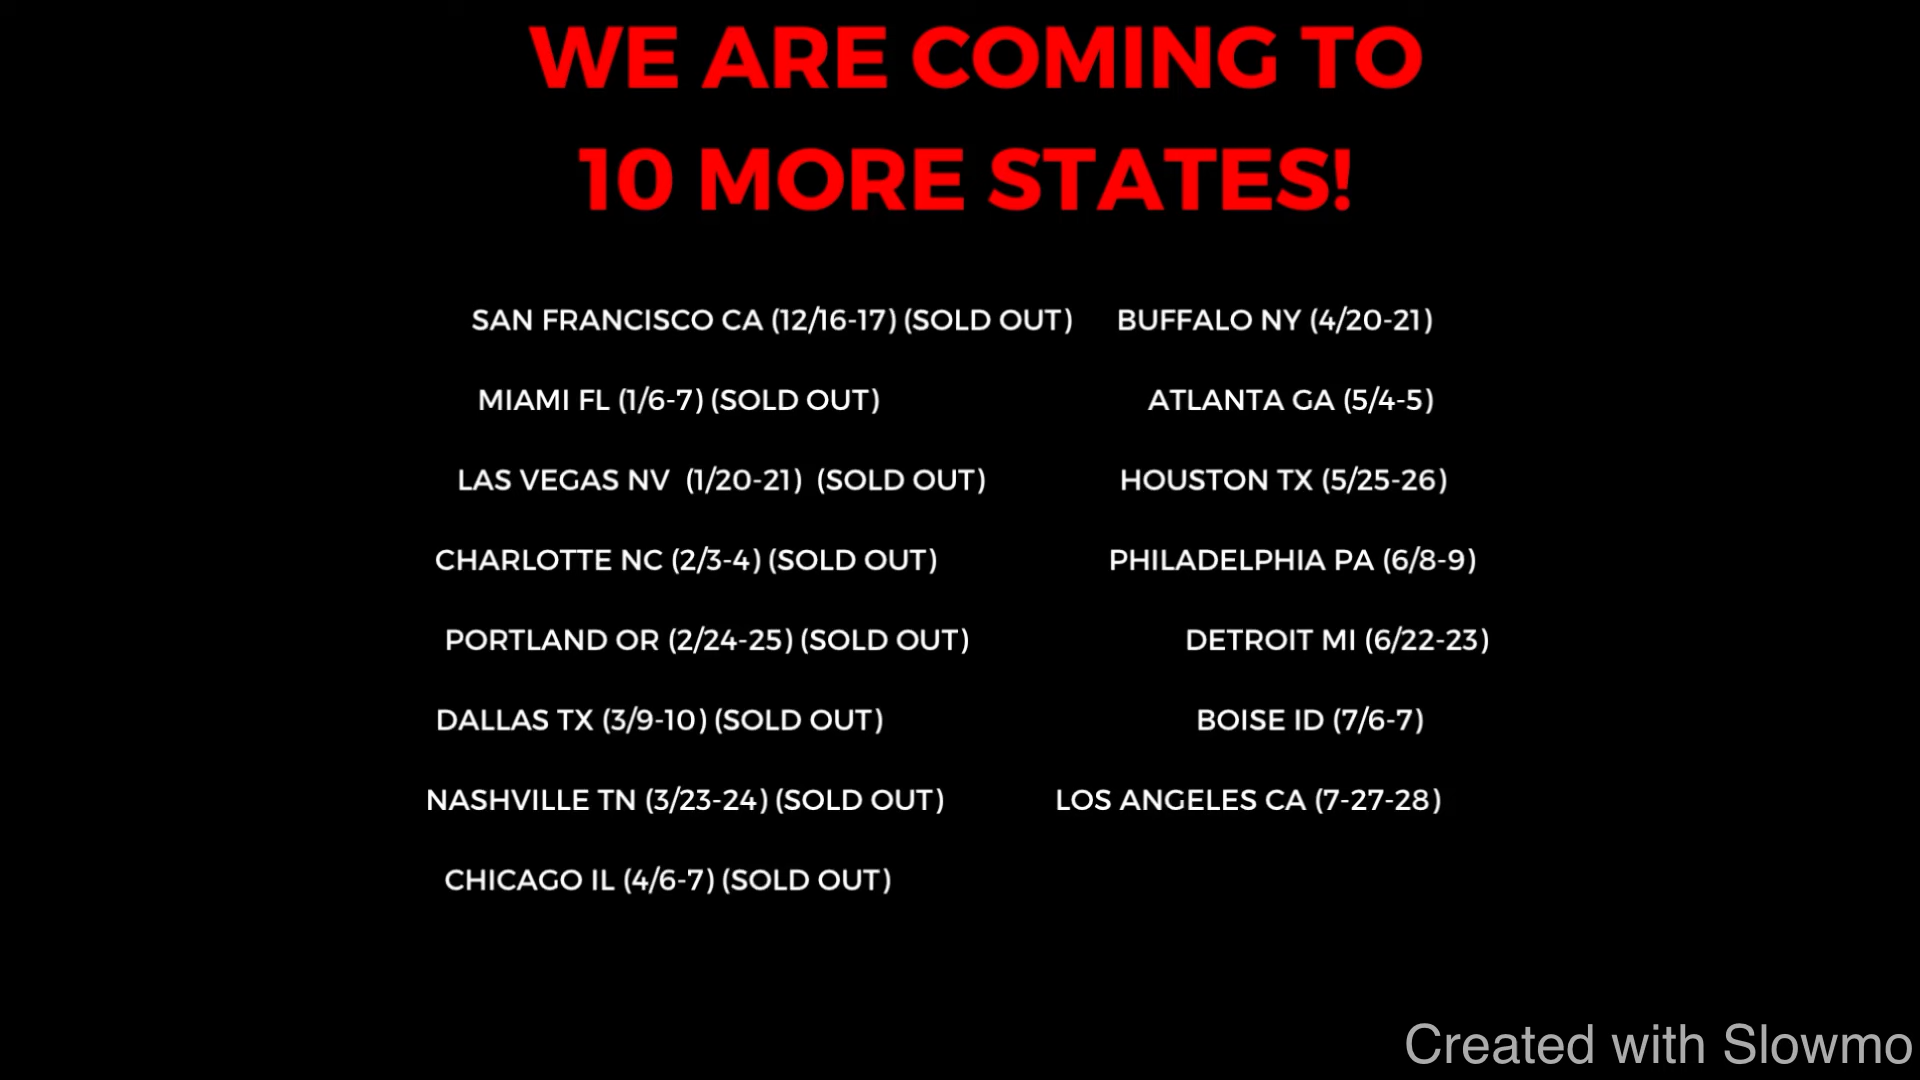 WE ARE COMING TO
10 MORE STATES!
SAN FRANCISCO CA (12/16-17) (SOLD OUT)
MIAMI FL (1/6-7) (SOLD OUT)
LAS VEGAS NV (1/20-21) (SOLD OUT)
CHARLOTTE NC (2/3-4) (SOLD OUT)
PORTLAND OR (2/24-25) (SOLD OUT)
DALLAS TX (3/9-10) (SOLD OUT)
NASHVILLE TN (3/23-24) (SOLD OUT)
CHICAGO IL (4/6-7) (SOLD OUT)
BUFFALO NY (4/20-21)
ATLANTA GA (5/4-5)
HOUSTON TX (5/25-26)
PHILADELPHIA PA (6/8-9)
DETROIT MI (6/22-23)
BOISE ID (7/6-7)
LOS ANGELES CA (7-27-28)
Created with Slowmo